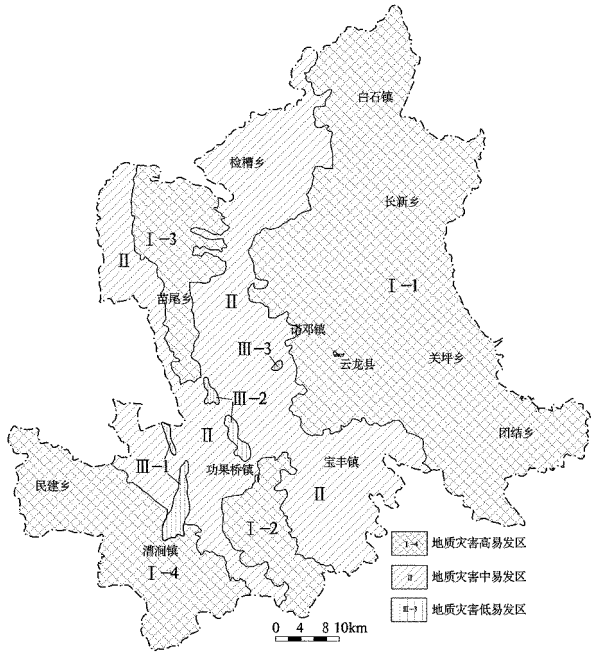 白石镇
检槽乡
长新乡
Ⅰ-3
Ⅱ
Ⅰ-1
苗尾乡
Ⅱ
诺邓镇
Ⅲ-3
云龙县
关坪乡
Ⅲ-2
Ⅱ
团结乡
Ⅲ-1
功果桥镇
宝丰镇
民建乡
Ⅱ
Ⅰ-2
漕涧镇
Ⅰ-4
Ⅰ-4 地质灾害高易发区
Ⅱ 地质灾害中易发区
Ⅲ-3 地质灾害低易发区
0 4 8 10km